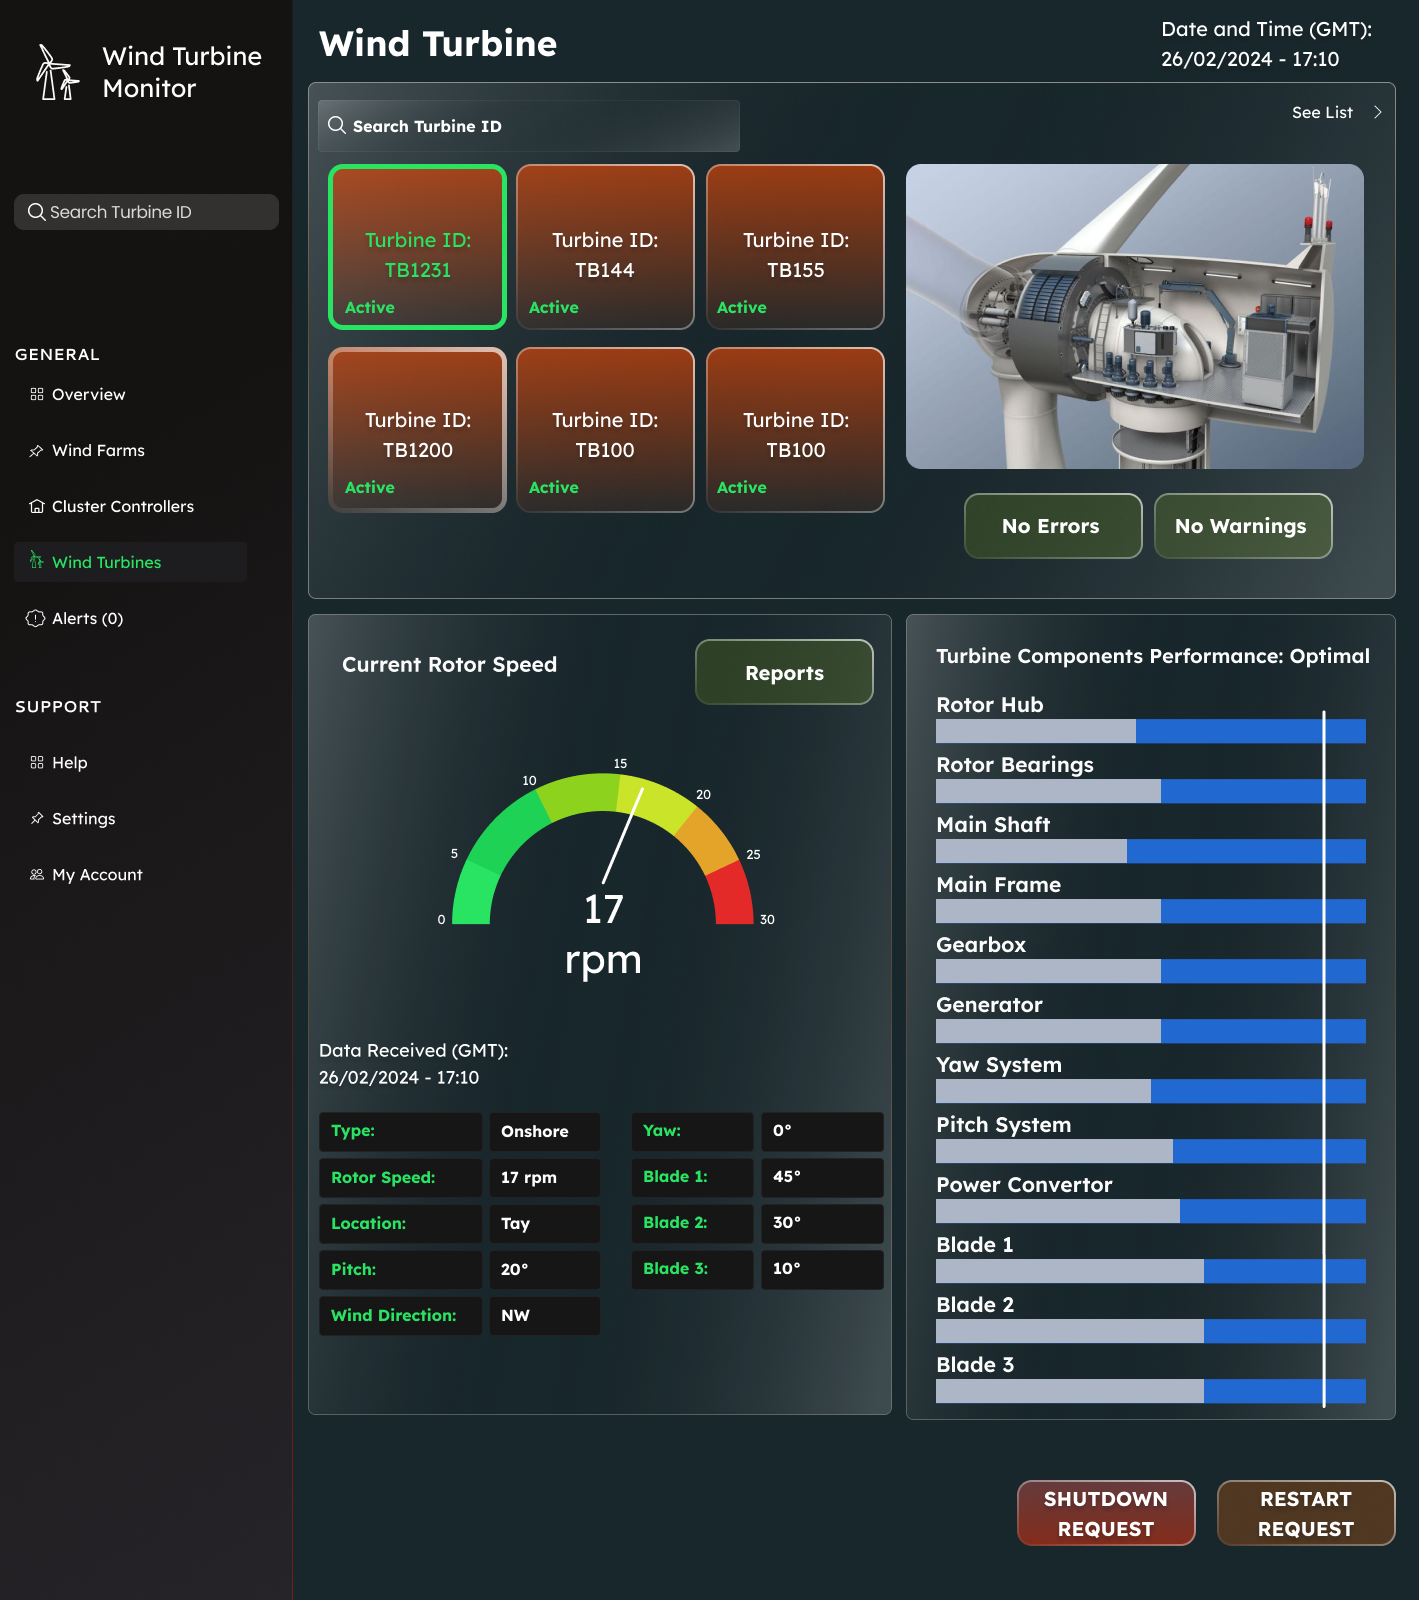 Wind Turbine
Monitor
Search Turbine ID
GENERAL
Overview
Wind Farms
Cluster Controllers
Wind Turbines
Alerts (0)
SUPPORT
Help
Settings
My Account
Wind Turbine
Date and Time (GMT):
26/02/2024 - 17:10
Search Turbine ID
See List
Turbine ID:
TB1231
Active
Turbine ID:
TB144
Active
Turbine ID:
TB155
Active
Turbine ID:
TB1200
Active
Turbine ID:
TB100
Active
Turbine ID:
TB100
Active
No Errors
No Warnings
Current Rotor Speed
Reports
0
5
10
15
20
25
30
17
rpm
Data Received (GMT):
26/02/2024 - 17:10
Type: Onshore
Rotor Speed: 17 rpm
Location: Tay
Pitch: 20°
Wind Direction: NW
Yaw: 0°
Blade 1: 45°
Blade 2: 30°
Blade 3: 10°
Turbine Components Performance: Optimal
Rotor Hub
Rotor Bearings
Main Shaft
Main Frame
Gearbox
Generator
Yaw System
Pitch System
Power Convertor
Blade 1
Blade 2
Blade 3
SHUTDOWN
REQUEST
RESTART
REQUEST